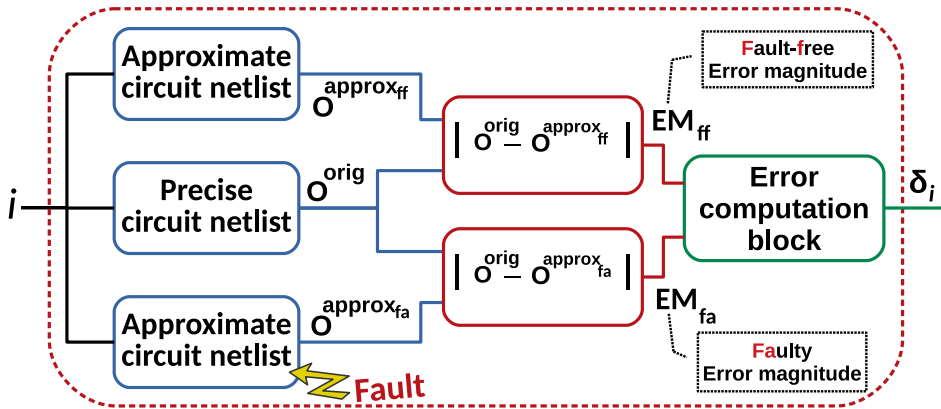 Approximate
circuit netlist
O^approx_ff
Fault-free
Error magnitude
EM_ff
| O^orig – O^approx_ff |
i
Precise
circuit netlist
O^orig
Error
computation
block
δ_i
| O^orig – O^approx_fa |
Approximate
circuit netlist
O^approx_fa
EM_fa
Fault
Faulty
Error magnitude